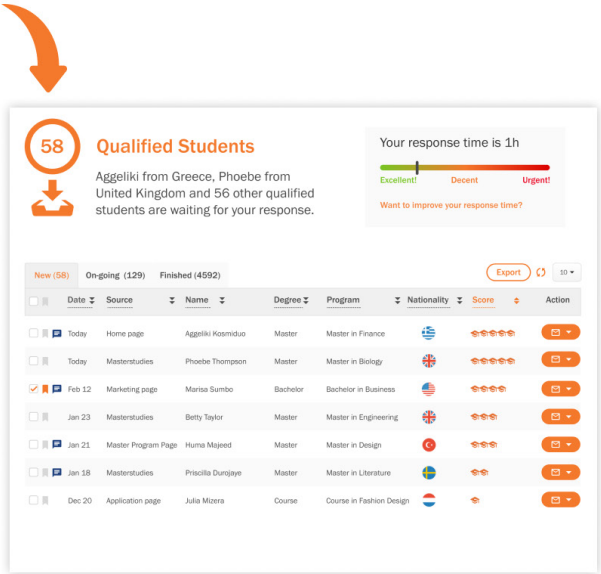 58
Qualified Students
Aggeliki from Greece, Phoebe from
United Kingdom and 56 other qualified
students are waiting for your response.
Your response time is 1h
Excellent! Decent Urgent!
Want to improve your response time?
New (58) On-going (129) Finished (4592) Export 10
Date Source Name Degree Program Nationality Score Action
Today Home page Aggeliki Kosmiduo Master Master in Finance
Today Masterstudies Phoebe Thompson Master Master in Biology
Feb 12 Marketing page Marisa Sumbo Bachelor Bachelor in Business
Jan 23 Masterstudies Betty Taylor Master Master in Engineering
Jan 21 Master Program Page Huma Majeed Master Master in Design
Jan 18 Masterstudies Priscilla Durojaye Master Master in Literature
Dec 20 Application page Julia Mizera Course Course in Fashion Design